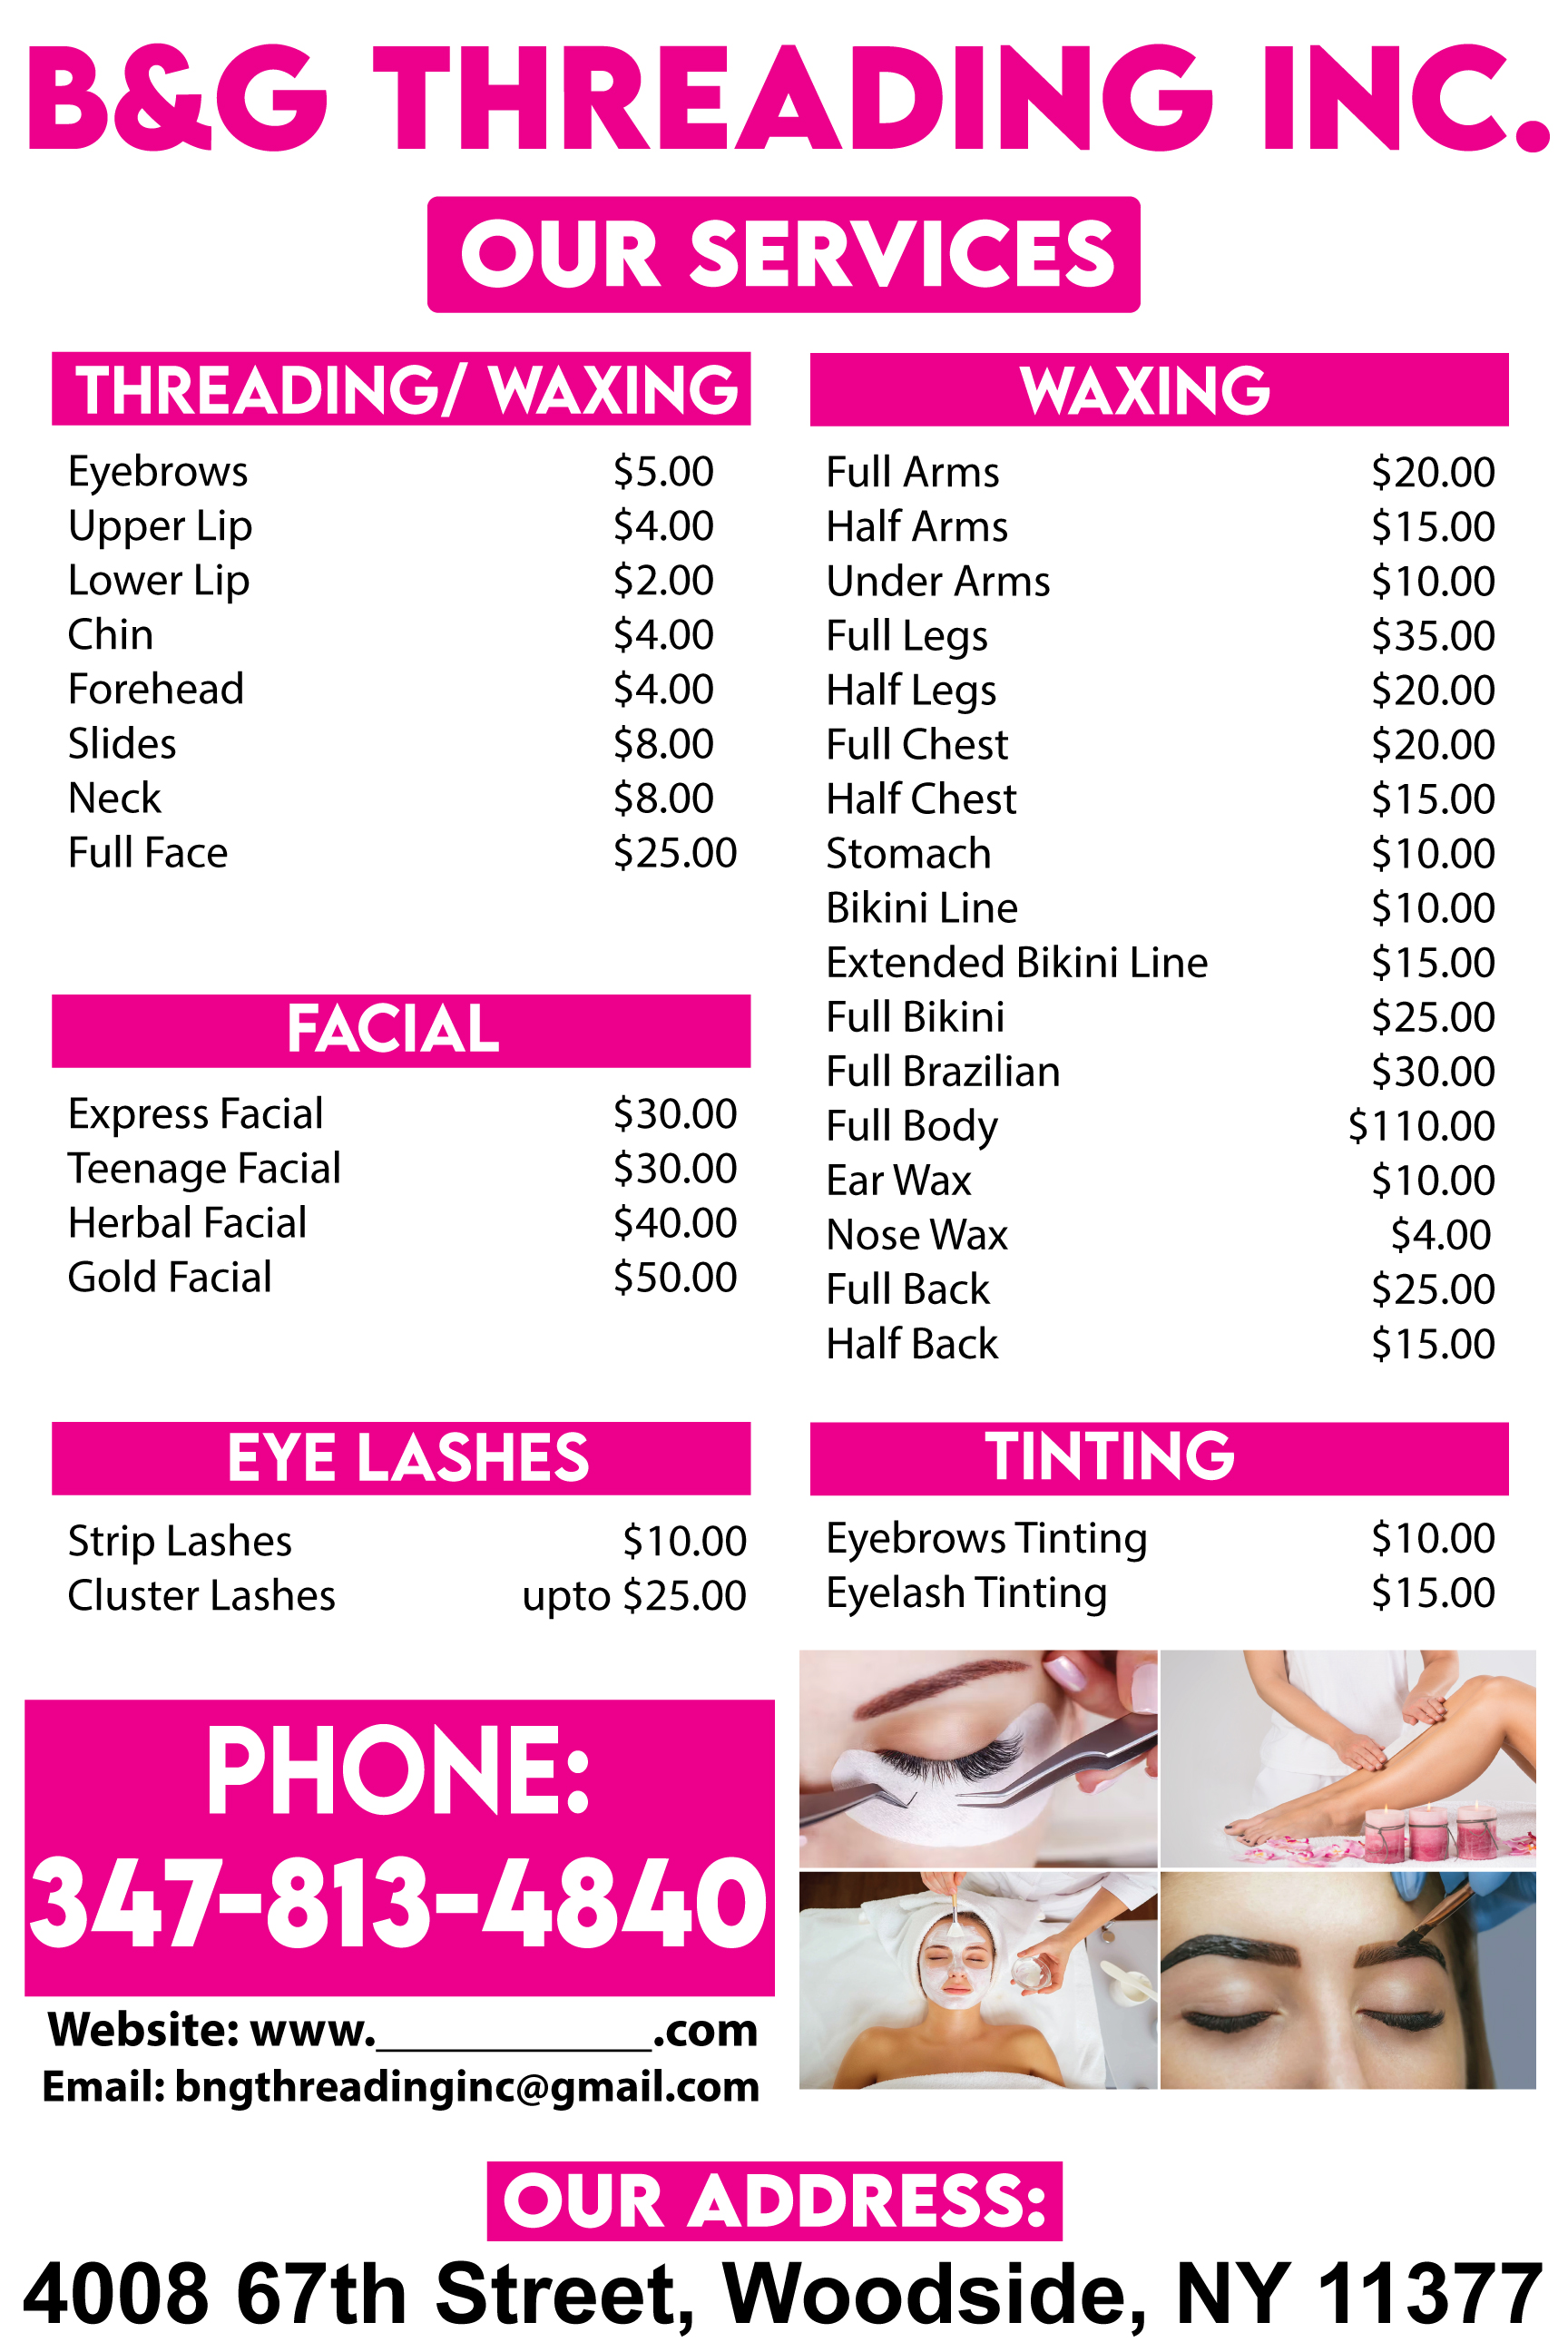 B&G THREADING INC.
OUR SERVICES
THREADING/ WAXING
Eyebrows $5.00
Upper Lip $4.00
Lower Lip $2.00
Chin $4.00
Forehead $4.00
Slides $8.00
Neck $8.00
Full Face $25.00
FACIAL
Express Facial $30.00
Teenage Facial $30.00
Herbal Facial $40.00
Gold Facial $50.00
EYE LASHES
Strip Lashes $10.00
Cluster Lashes upto $25.00
WAXING
Full Arms $20.00
Half Arms $15.00
Under Arms $10.00
Full Legs $35.00
Half Legs $20.00
Full Chest $20.00
Half Chest $15.00
Stomach $10.00
Bikini Line $10.00
Extended Bikini Line $15.00
Full Bikini $25.00
Full Brazilian $30.00
Full Body $110.00
Ear Wax $10.00
Nose Wax $4.00
Full Back $25.00
Half Back $15.00
TINTING
Eyebrows Tinting $10.00
Eyelash Tinting $15.00
PHONE:
347-813-4840
Website: www.____________.com
Email: bngthreadinginc@gmail.com
OUR ADDRESS:
4008 67th Street, Woodside, NY 11377